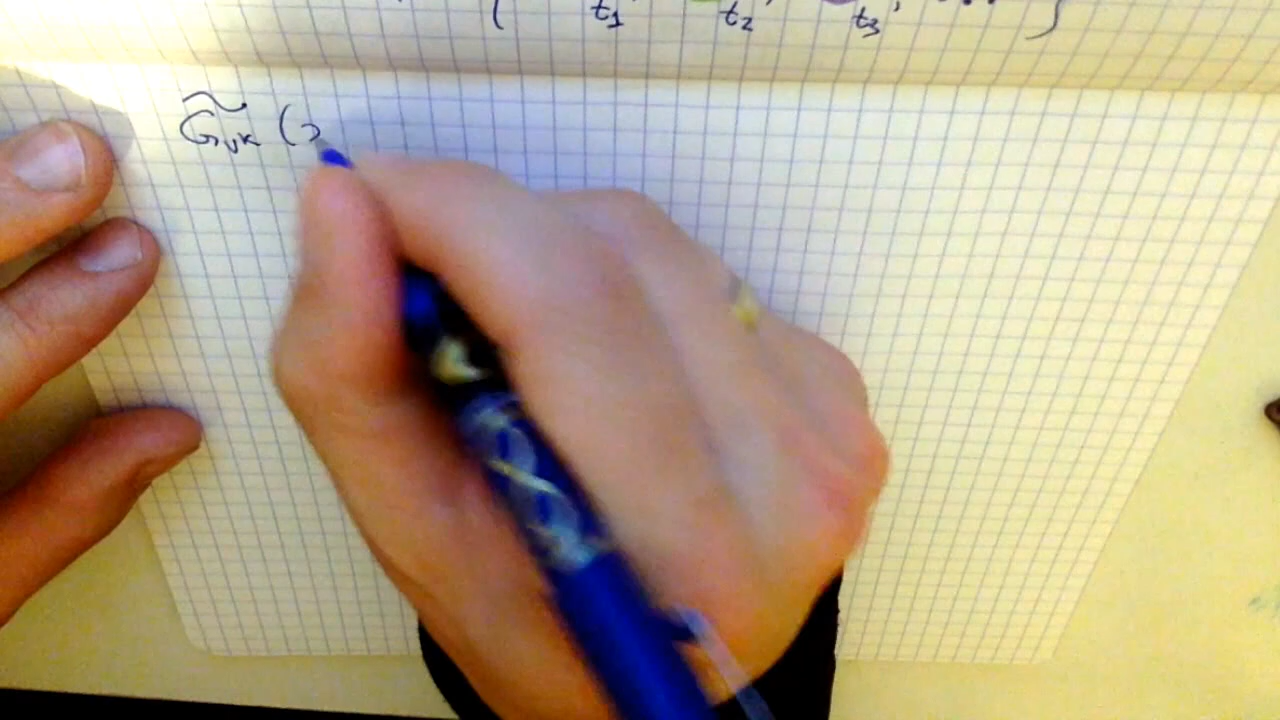 ( t₁, t₂, t₃, ... )
G̃ᵥₖ (